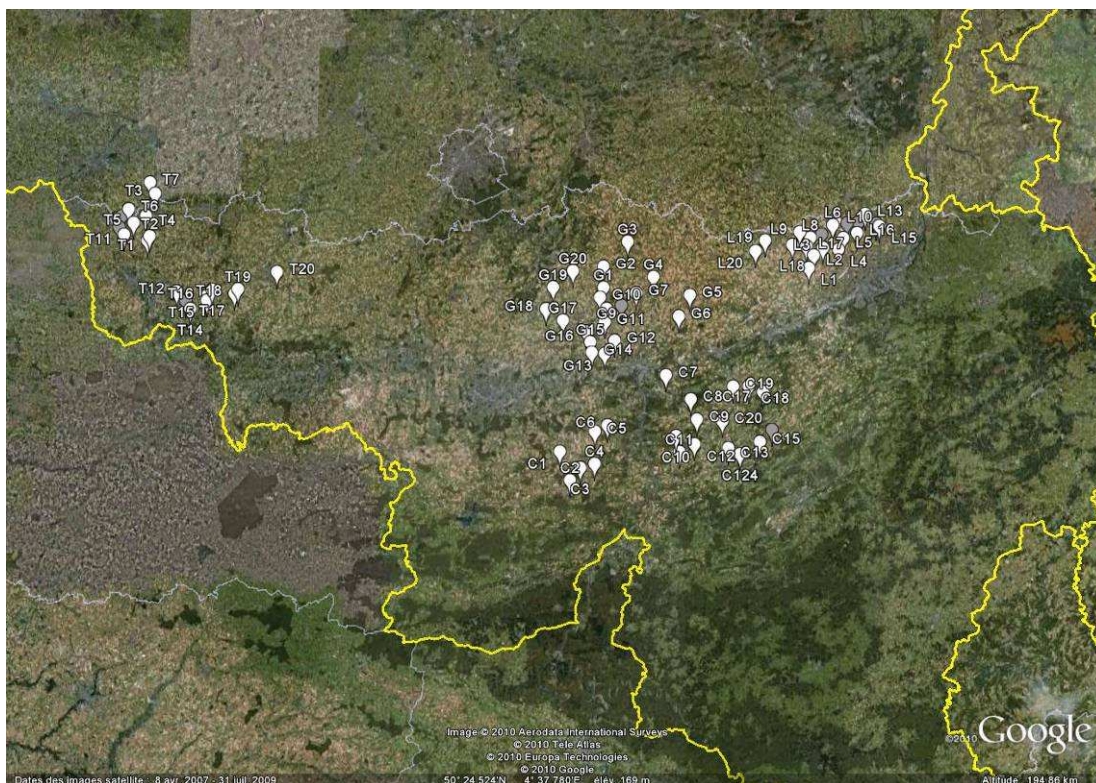 T7
T3
T6
T5
T4
T2
T11
T1
T20
T19
T12
T18
T16
T15
T17
T14
G3
G20
G1
G2
G4
G19
G7
G10
G5
G18
G17
G9
G11
G6
G16
G15
G12
G14
G13
L13
L6
L10
L8
L9
L16
L19
L3
L17
L5
L15
L20
L2
L4
L18
L1
C7
C19
C17
C18
C8
C9
C20
C6
C5
C11
C15
C1
C4
C10
C12
C13
C2
C124
C3
Image © 2010 Aerodata International Surveys
© 2010 Tele Atlas
© 2010 Europa Technologies
© 2010 Google
©2010 Google
Dates des images satellite : 8 avr. 2007 - 31 juil. 2009 50° 24.524'N 4° 37.780'E élév. 169 m Altitude 194.86 km